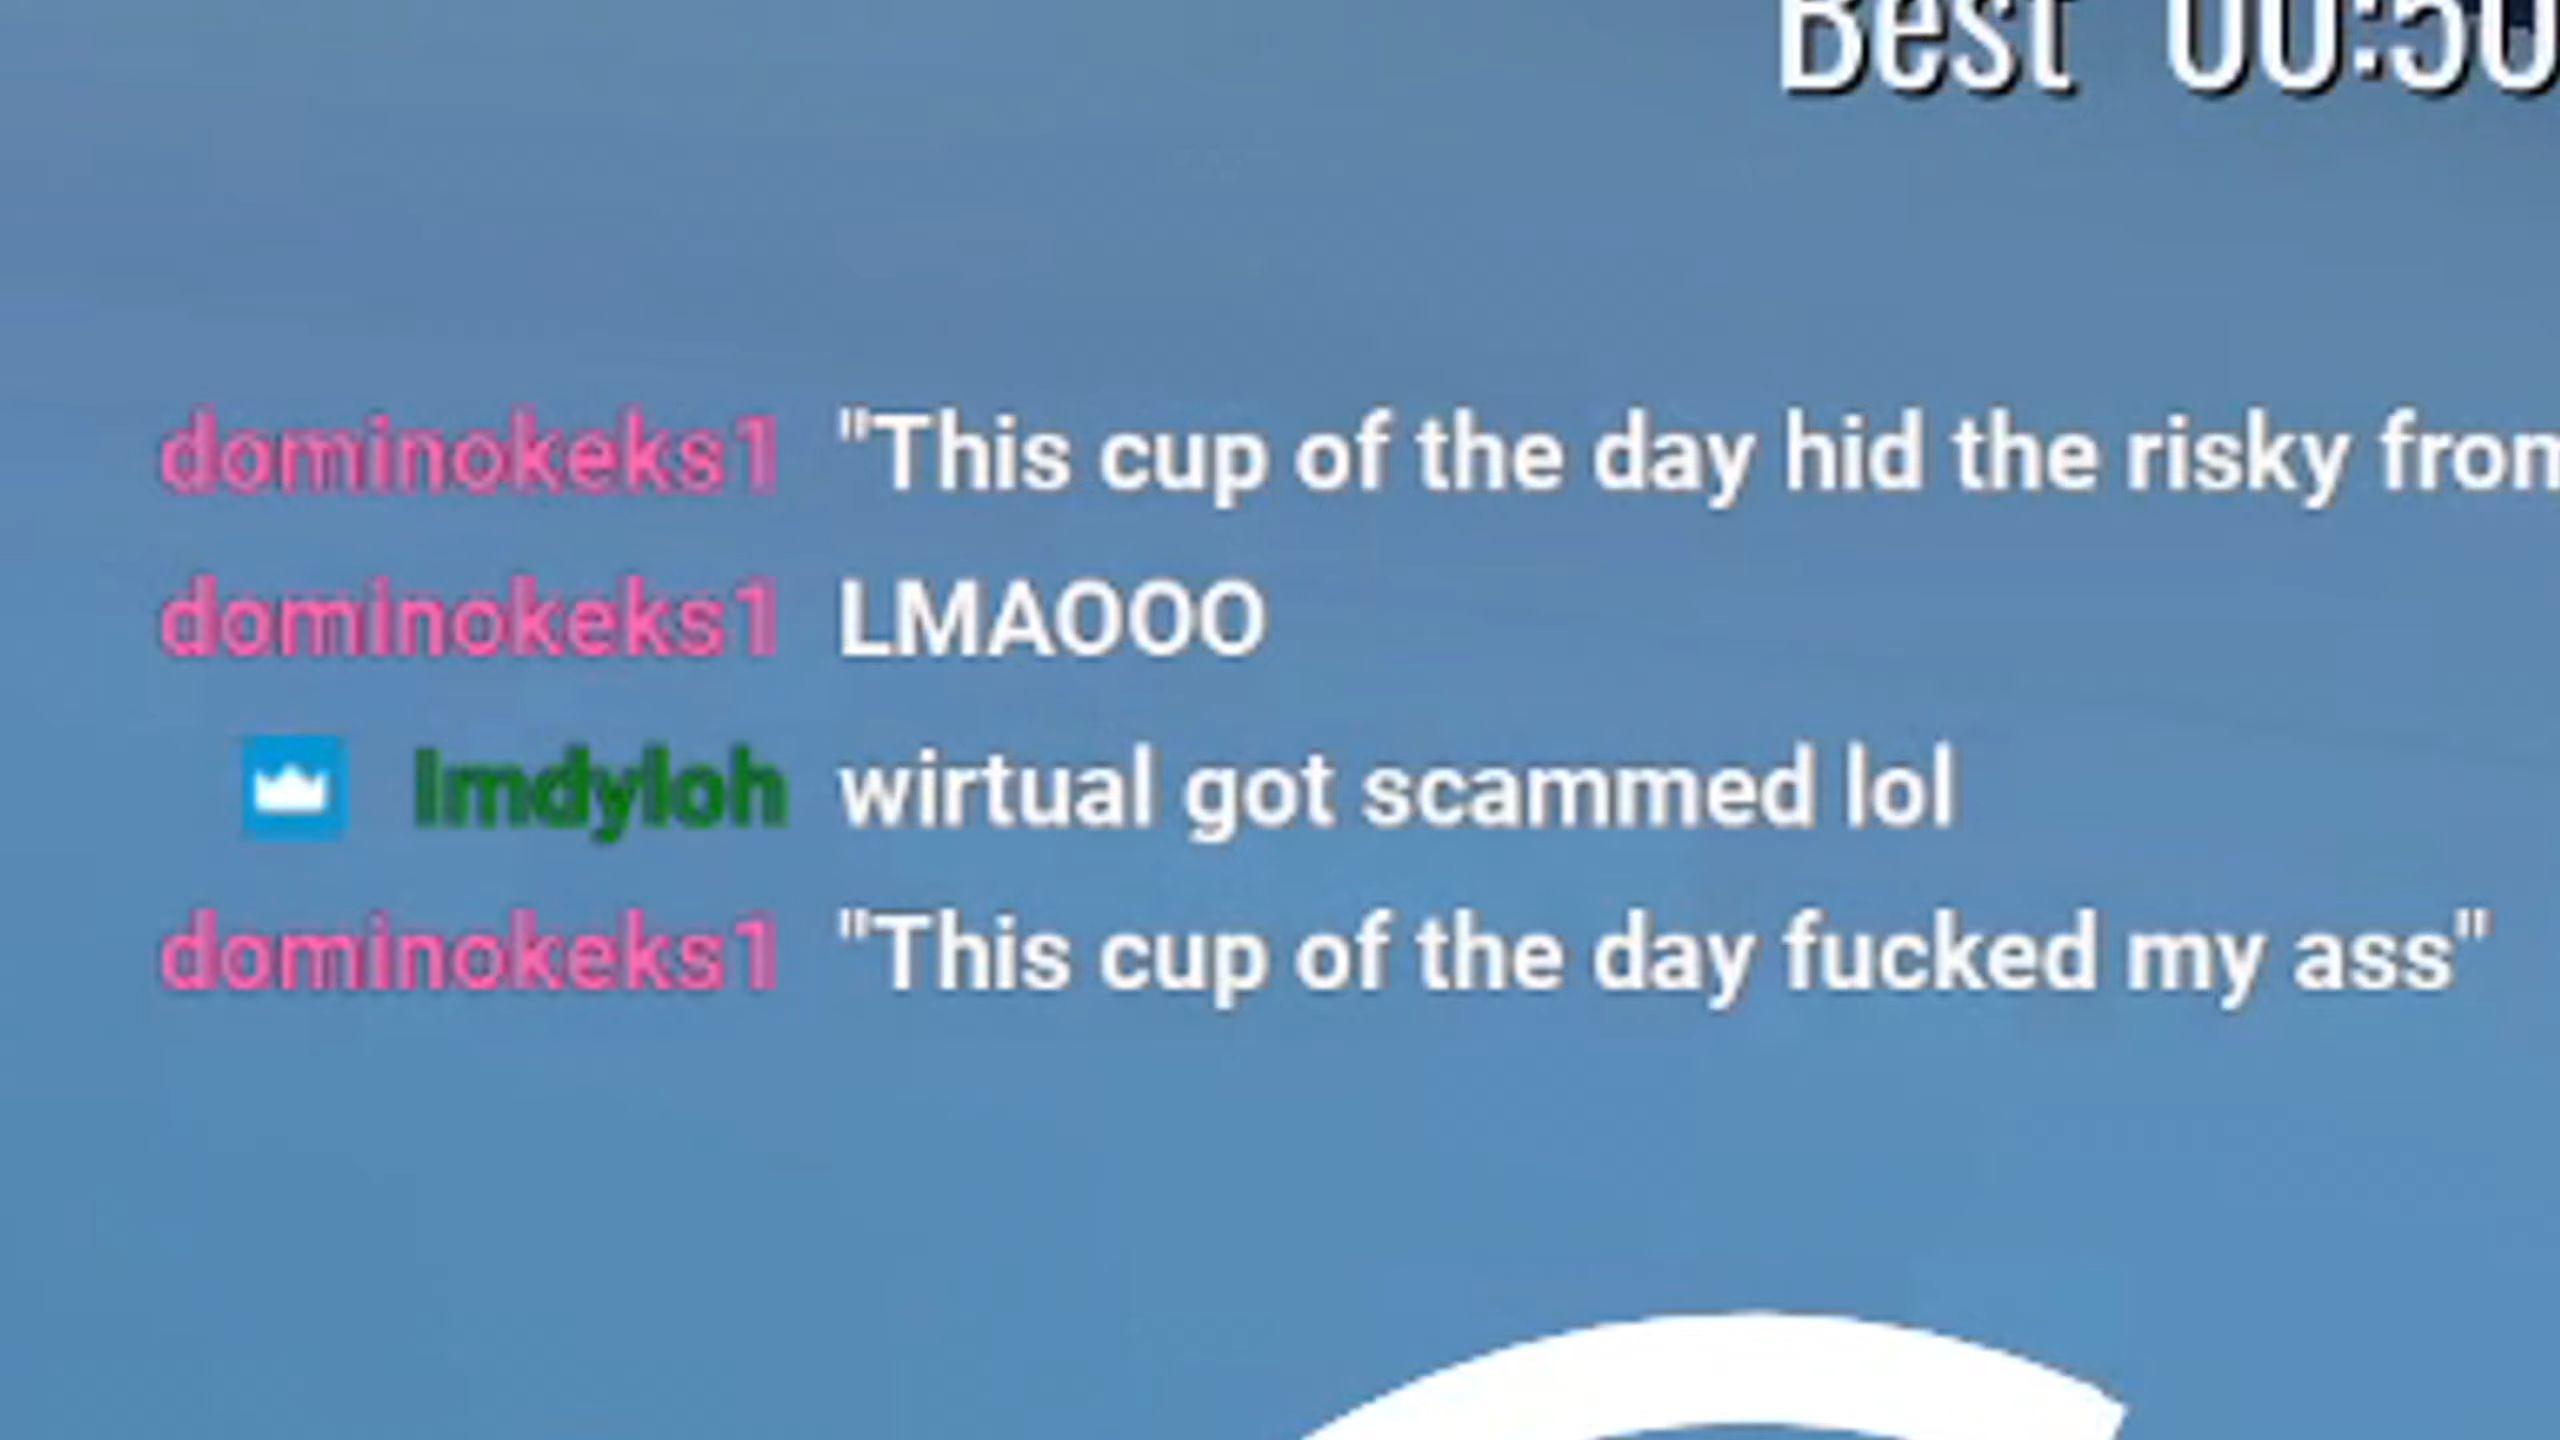 Best 00:50
dominokeks1 "This cup of the day hid the risky from
dominokeks1 LMAOOO
lmdyloh wirtual got scammed lol
dominokeks1 "This cup of the day fucked my ass"